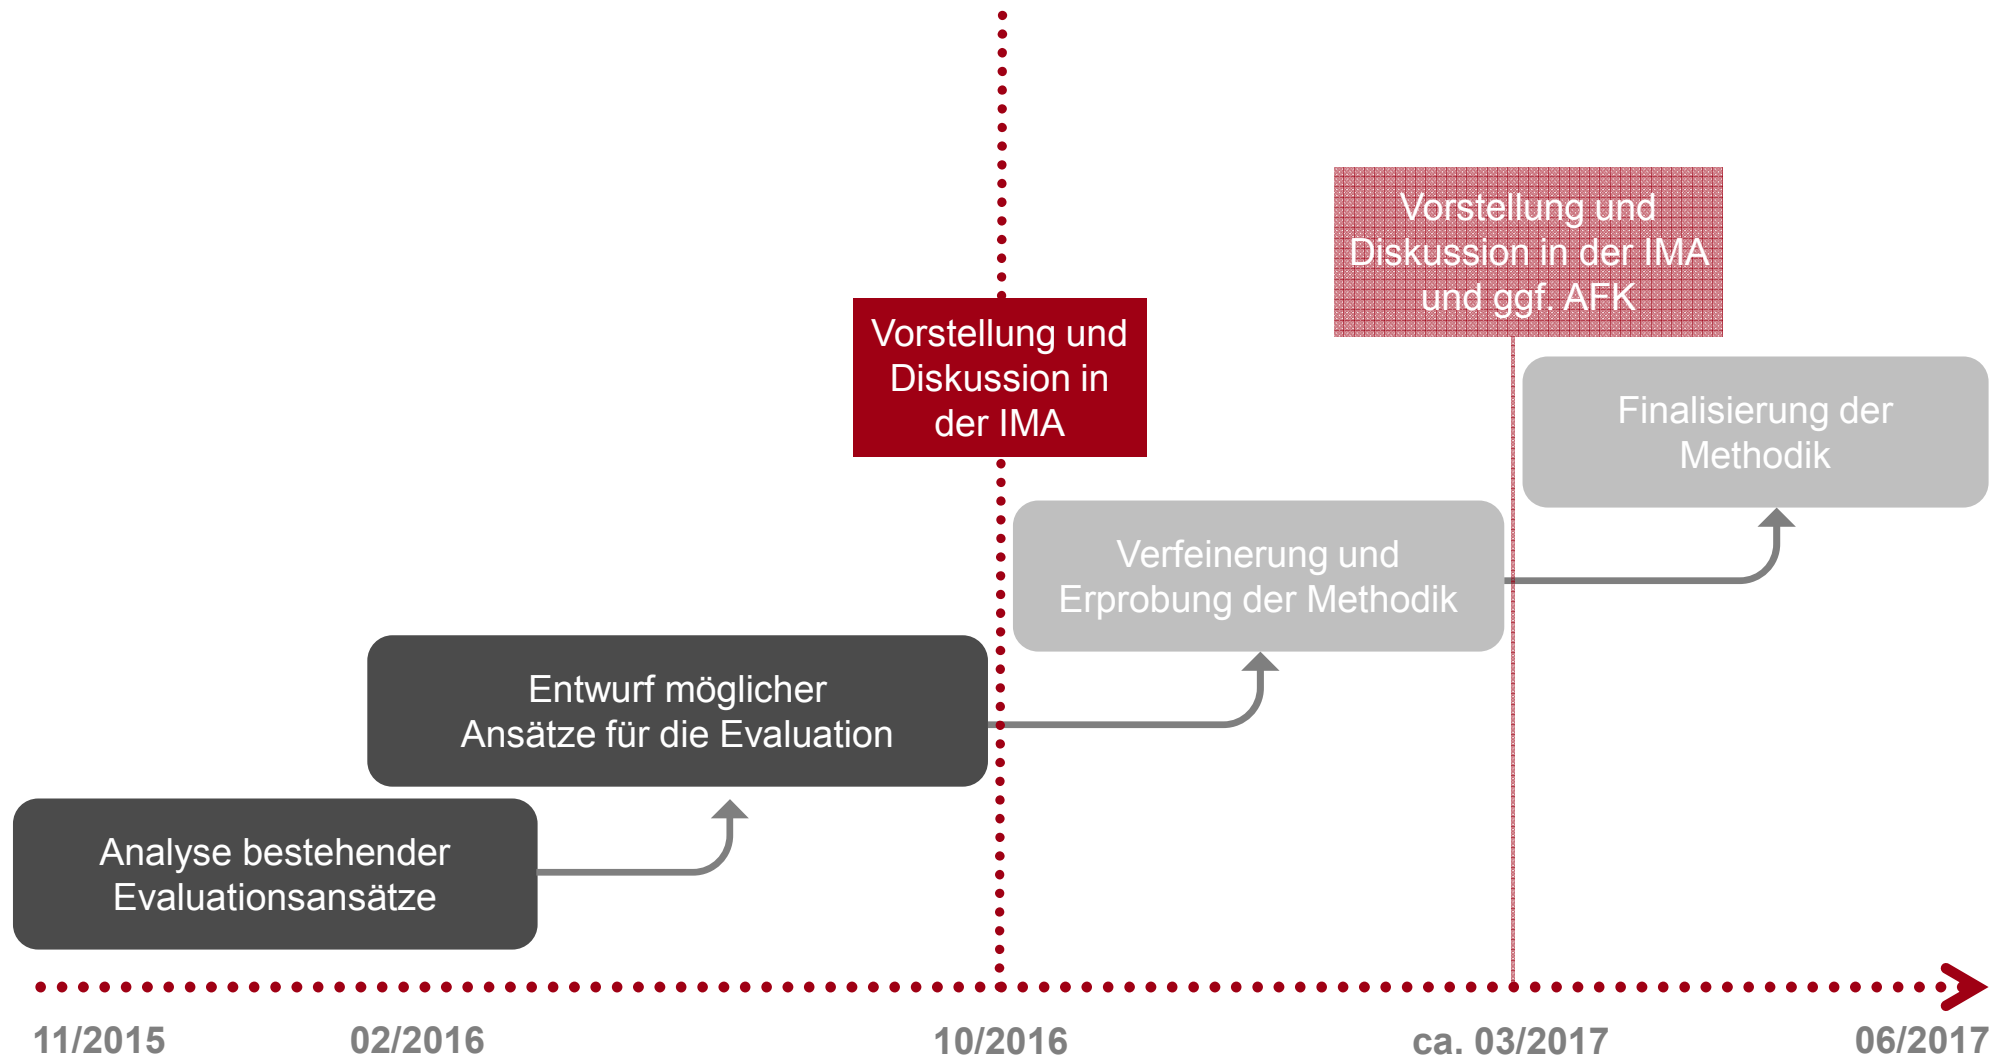 Vorstellung und
Diskussion in der IMA
und ggf. AFK
Vorstellung und
Diskussion in
der IMA
Finalisierung der
Methodik
Verfeinerung und
Erprobung der Methodik
Entwurf möglicher
Ansätze für die Evaluation
Analyse bestehender
Evaluationsansätze
11/2015
02/2016
10/2016
ca. 03/2017
06/2017